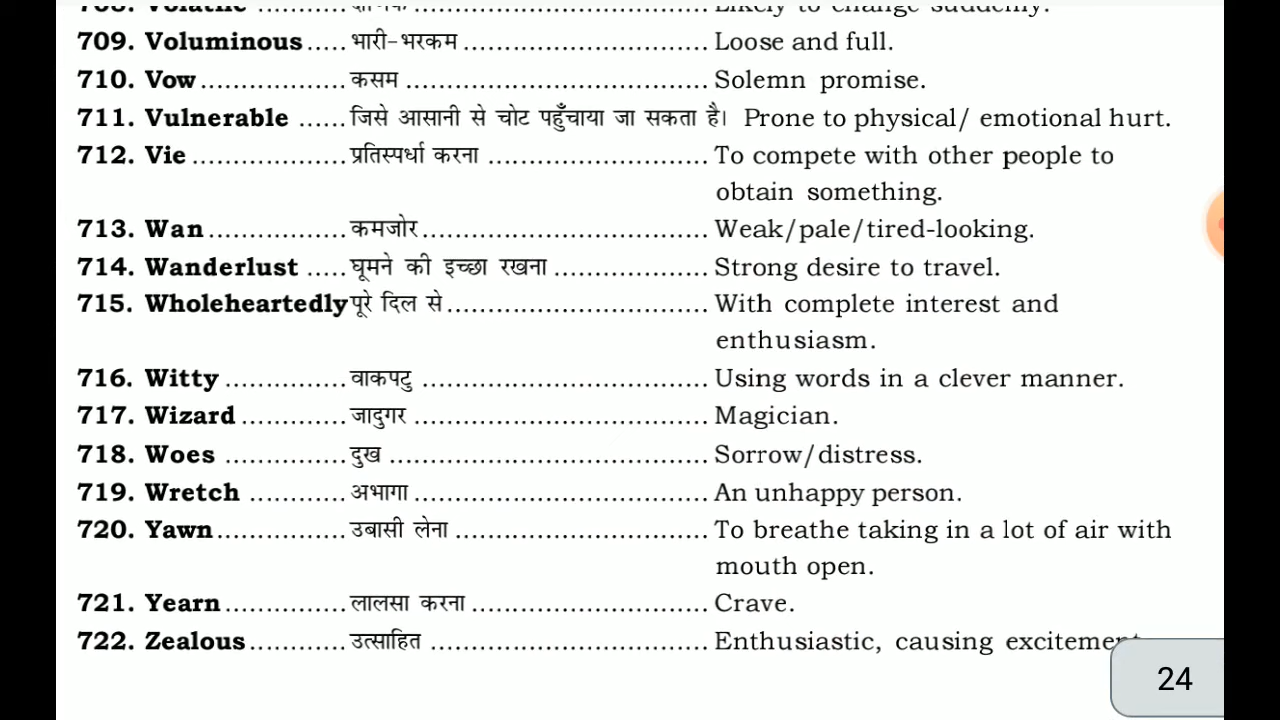 709. Voluminous ..... भारी-भरकम .............................. Loose and full.
710. Vow .................. कसम ..................................... Solemn promise.
711. Vulnerable ...... जिसे आसानी से चोट पहुँचाया जा सकता है। Prone to physical/ emotional hurt.
712. Vie ................... प्रतिस्पर्धा करना ........................... To compete with other people to
obtain something.
713. Wan ................. कमजोर ................................... Weak/pale/tired-looking.
714. Wanderlust ..... घूमने की इच्छा रखना ................... Strong desire to travel.
715. Wholeheartedly पूरे दिल से ................................ With complete interest and
enthusiasm.
716. Witty ............... वाकपटु ................................... Using words in a clever manner.
717. Wizard ............. जादुगर .................................... Magician.
718. Woes ............... दुख ....................................... Sorrow/distress.
719. Wretch ............ अभागा .................................... An unhappy person.
720. Yawn ................ उबासी लेना ............................... To breathe taking in a lot of air with
mouth open.
721. Yearn ............... लालसा करना ............................. Crave.
722. Zealous ............ उत्साहित .................................. Enthusiastic, causing excitement
24